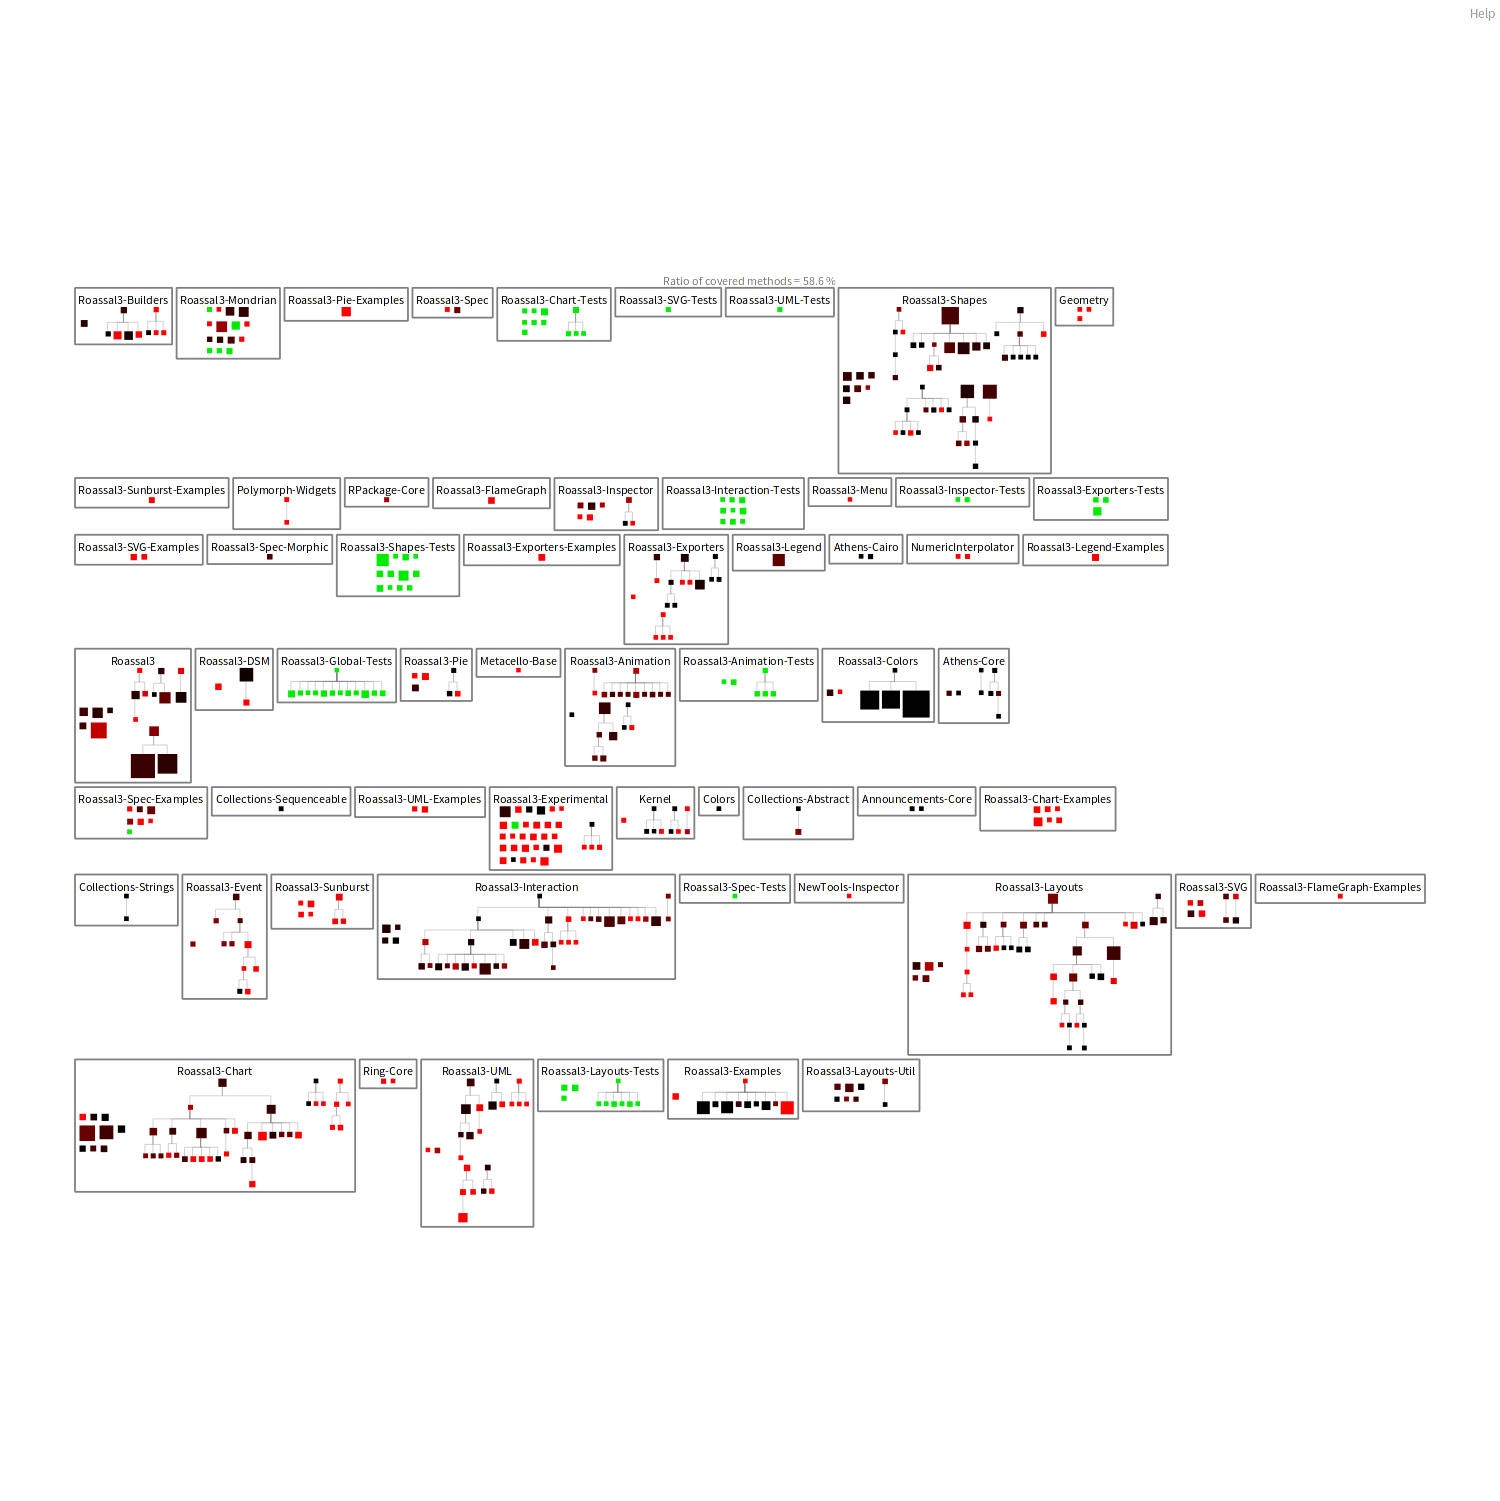 Help
Ratio of covered methods = 58.6 %
Roassal3-Builders
Roassal3-Mondrian
Roassal3-Pie-Examples
Roassal3-Spec
Roassal3-Chart-Tests
Roassal3-SVG-Tests
Roassal3-UML-Tests
Roassal3-Shapes
Geometry
Roassal3-Sunburst-Examples
Polymorph-Widgets
RPackage-Core
Roassal3-FlameGraph
Roassal3-Inspector
Roassal3-Interaction-Tests
Roassal3-Menu
Roassal3-Inspector-Tests
Roassal3-Exporters-Tests
Roassal3-SVG-Examples
Roassal3-Spec-Morphic
Roassal3-Shapes-Tests
Roassal3-Exporters-Examples
Roassal3-Exporters
Roassal3-Legend
Athens-Cairo
NumericInterpolator
Roassal3-Legend-Examples
Roassal3
Roassal3-DSM
Roassal3-Global-Tests
Roassal3-Pie
Metacello-Base
Roassal3-Animation
Roassal3-Animation-Tests
Roassal3-Colors
Athens-Core
Roassal3-Spec-Examples
Collections-Sequenceable
Roassal3-UML-Examples
Roassal3-Experimental
Kernel
Colors
Collections-Abstract
Announcements-Core
Roassal3-Chart-Examples
Collections-Strings
Roassal3-Event
Roassal3-Sunburst
Roassal3-Interaction
Roassal3-Spec-Tests
NewTools-Inspector
Roassal3-Layouts
Roassal3-SVG
Roassal3-FlameGraph-Examples
Roassal3-Chart
Ring-Core
Roassal3-UML
Roassal3-Layouts-Tests
Roassal3-Examples
Roassal3-Layouts-Util